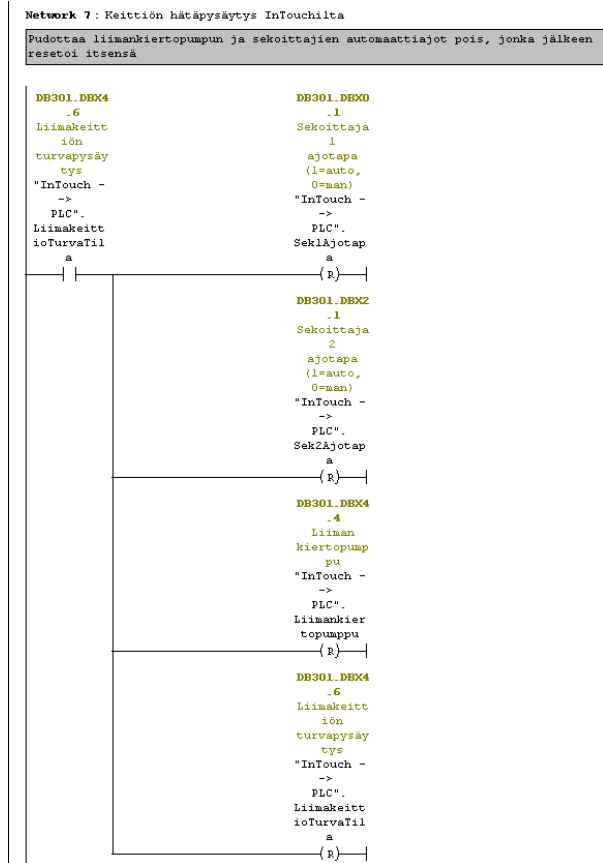 Network 7: Keittiön hätäpysäytys InTouchilta
Pudottaa liimankiertopumpun ja sekoittajien automaattiajot pois, jonka jälkeen
resetoi itsensä
DB301.DBX4
.6
Liimakeitt
iön
turvapysäy
tys
"InTouch -
->
PLC".
Liimakeitt
ioTurvaTil
a
DB301.DBX0
.1
Sekoittaja
1
ajotapa
(1=auto,
0=man)
"InTouch -
->
PLC".
Sek1Ajotap
a
R
DB301.DBX2
.1
Sekoittaja
2
ajotapa
(1=auto,
0=man)
"InTouch -
->
PLC".
Sek2Ajotap
a
R
DB301.DBX4
.4
Liiman
kiertopump
pu
"InTouch -
->
PLC".
Liimankier
topumppu
R
DB301.DBX4
.6
Liimakeitt
iön
turvapysäy
tys
"InTouch -
->
PLC".
Liimakeitt
ioTurvaTil
a
R